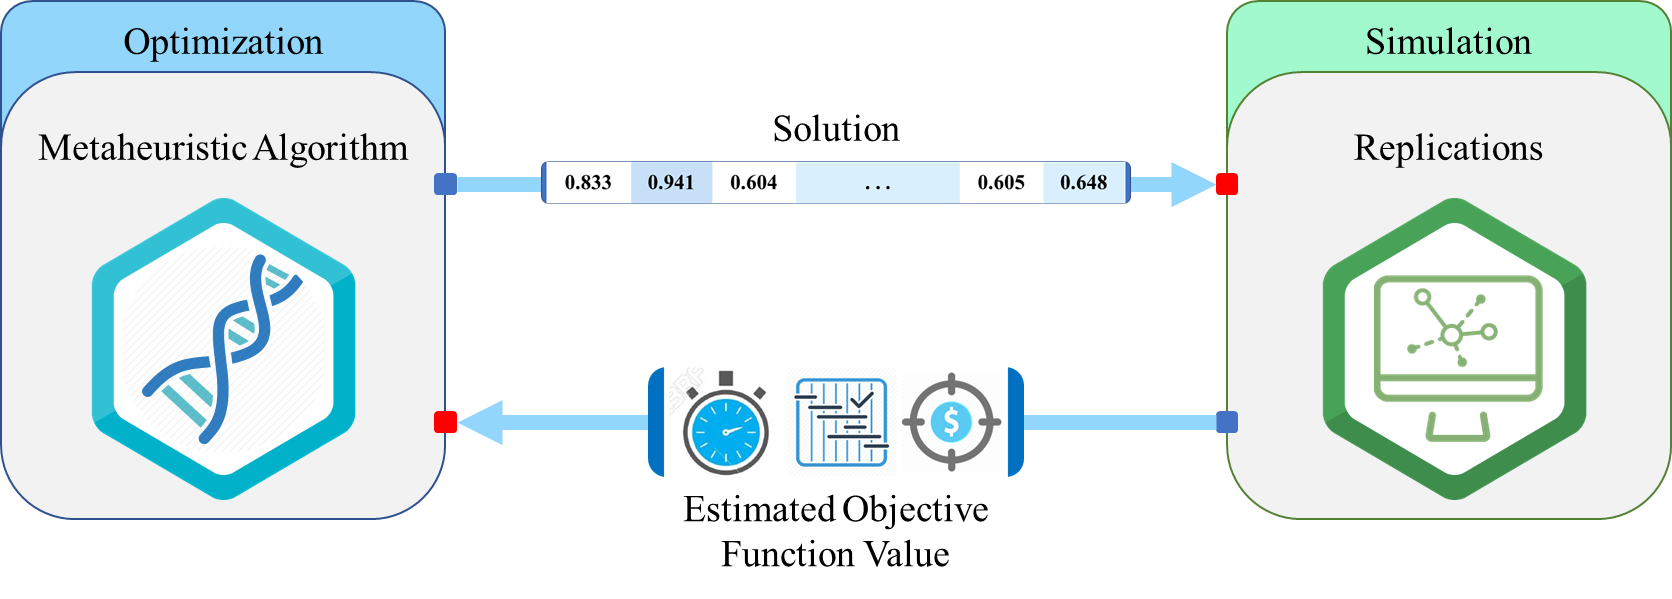 Optimization
Simulation
Metaheuristic Algorithm
Solution
Replications
0.833 0.941 0.604 ... 0.605 0.648
$
Estimated Objective
Function Value